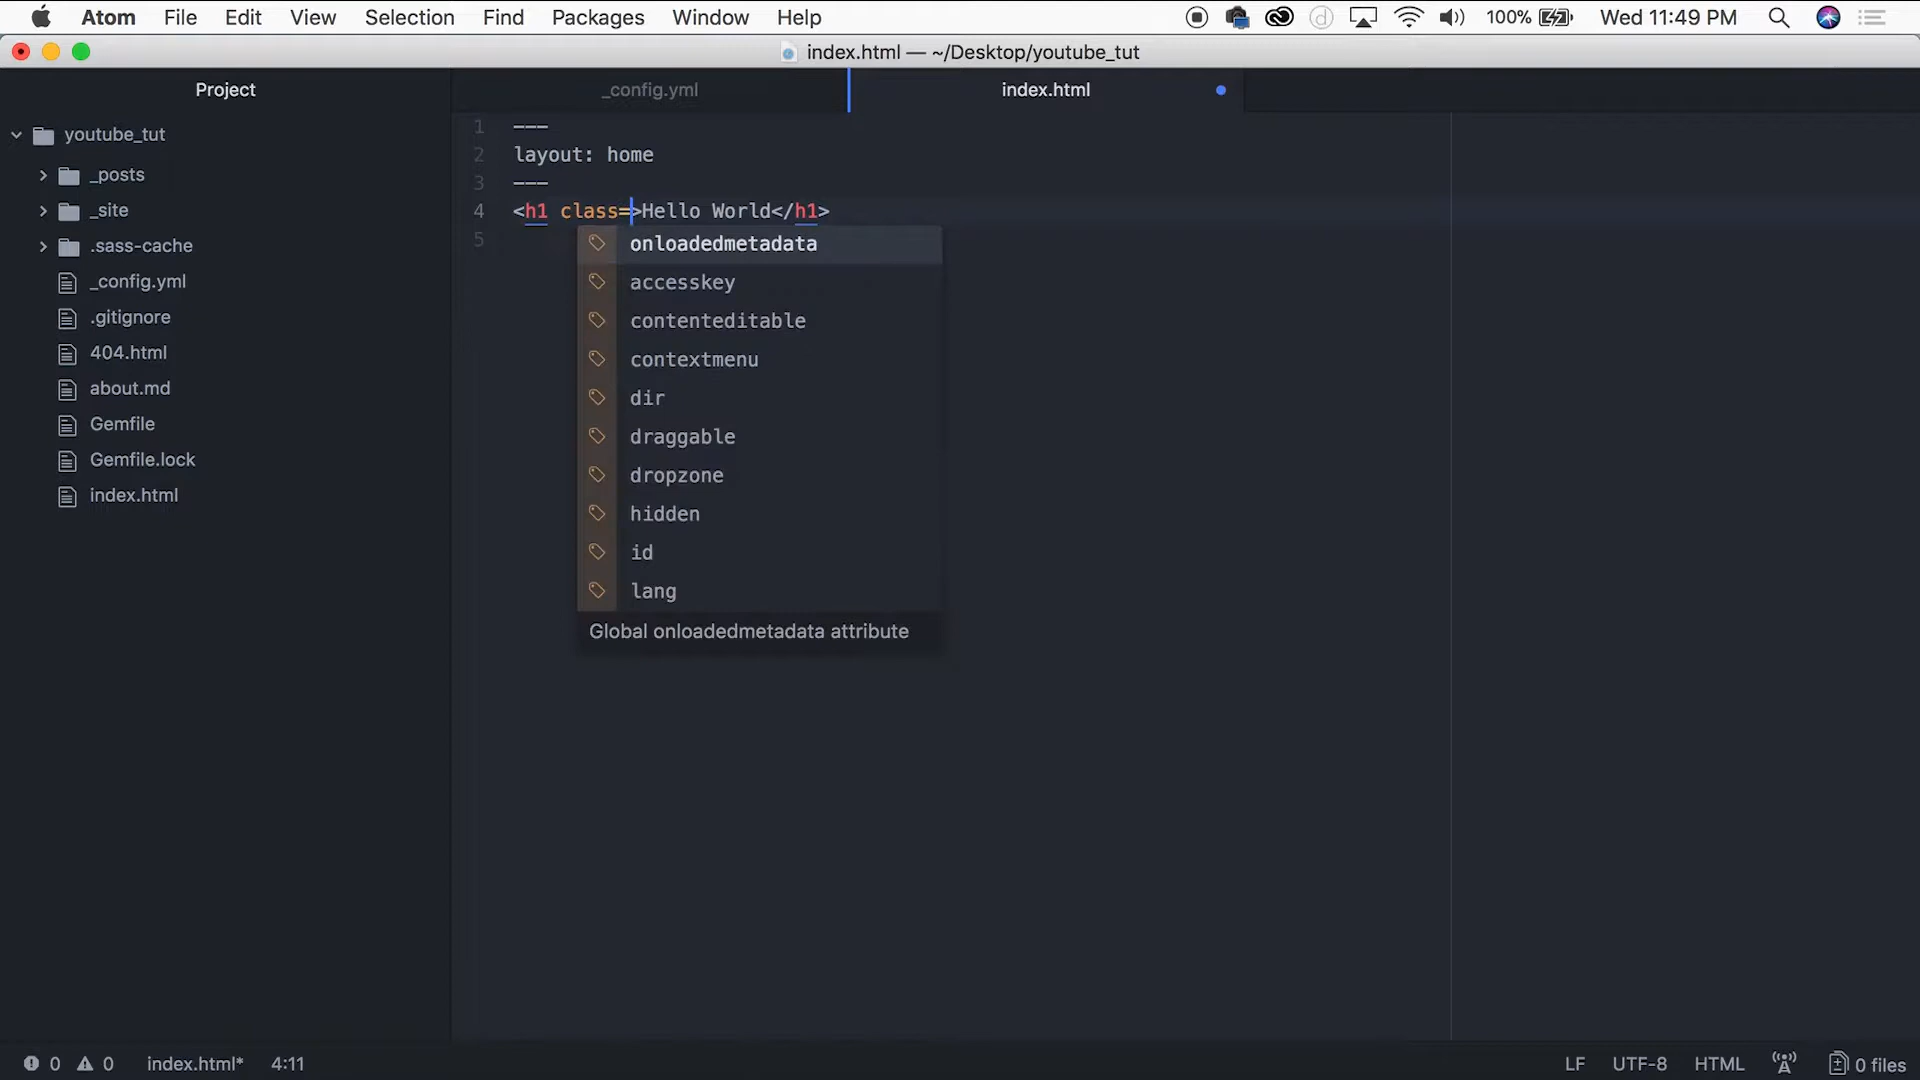 Atom File Edit View Selection Find Packages Window Help 100% Wed 11:49 PM
index.html — ~/Desktop/youtube_tut
Project
_config.yml
index.html
youtube_tut
_posts
_site
.sass-cache
_config.yml
.gitignore
404.html
about.md
Gemfile
Gemfile.lock
index.html
1 ---
2 layout: home
3 ---
4 <h1 class=>Hello World</h1>
5
onloadedmetadata
accesskey
contenteditable
contextmenu
dir
draggable
dropzone
hidden
id
lang
Global onloadedmetadata attribute
0 0 index.html* 4:11 LF UTF-8 HTML 0 files